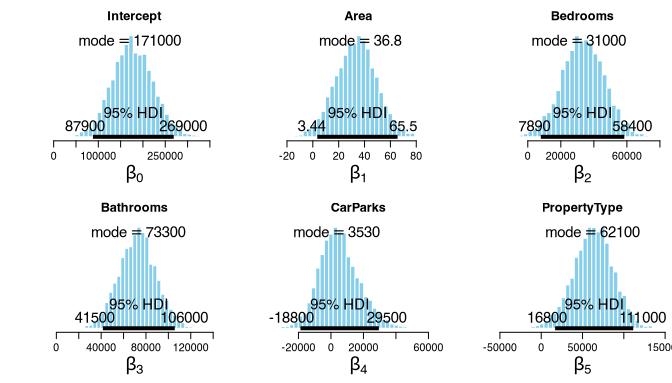 Intercept
mode = 171000
95% HDI
87900 269000
0 100000 250000
β0
Area
mode = 36.8
95% HDI
3.44 65.5
-20 0 20 40 60 80
β1
Bedrooms
mode = 31000
95% HDI
7890 58400
0 20000 60000
β2
Bathrooms
mode = 73300
95% HDI
41500 106000
0 40000 80000 120000
β3
CarParks
mode = 3530
95% HDI
-18800 29500
-20000 0 20000 60000
β4
PropertyType
mode = 62100
95% HDI
16800 111000
-50000 0 50000 100000 1500
β5